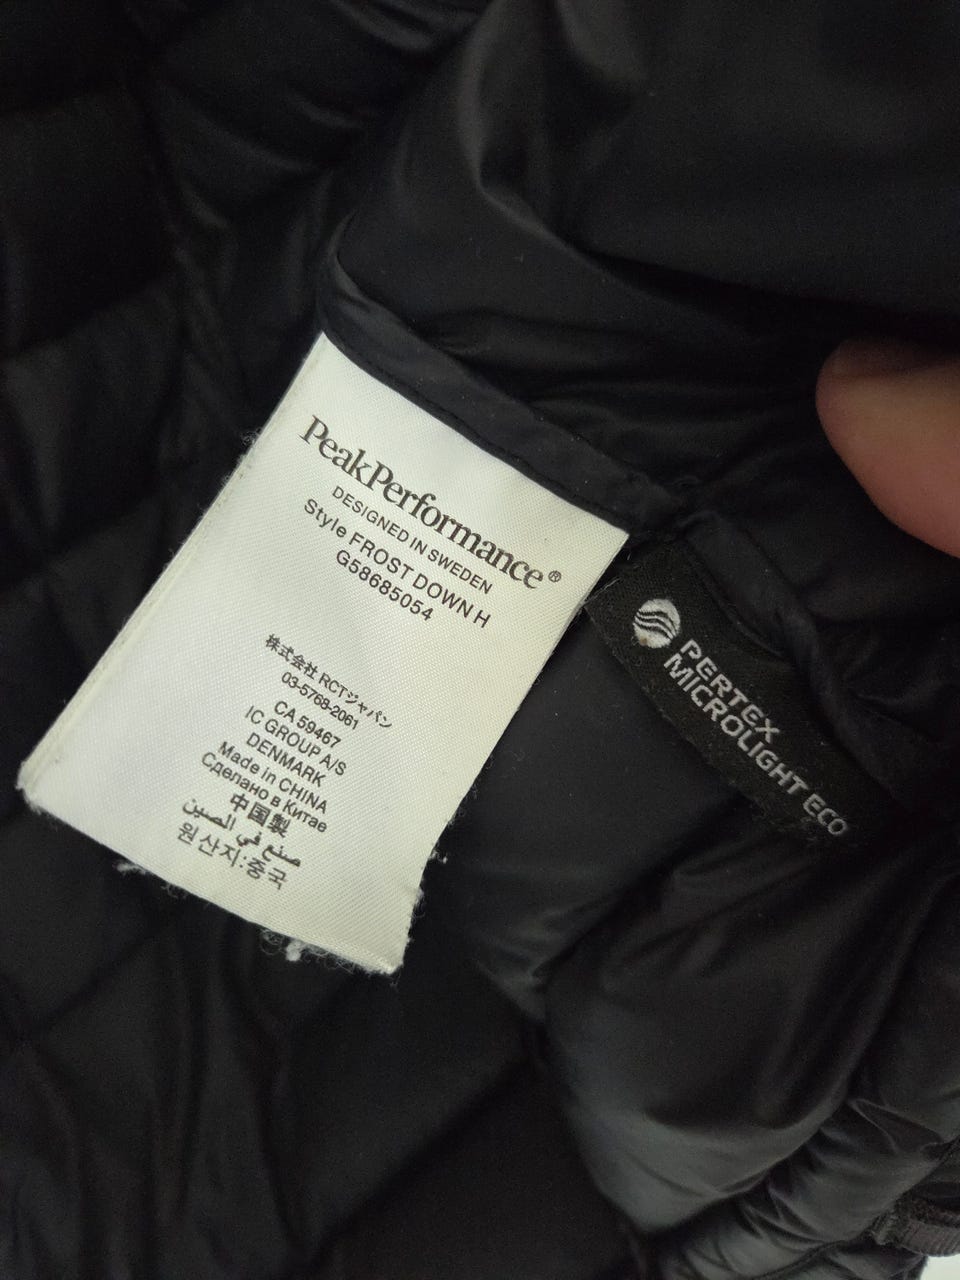 PeakPerformance®
DESIGNED IN SWEDEN
Style FROST DOWN H
G58685054
株式会社 RCTジャパン
03-5768-2061
CA 59467
IC GROUP A/S
DENMARK
Made in CHINA
Сделано в Китае
中国製
صنع في الصين
원산지:중국
PERTEX
MICROLIGHT ECO